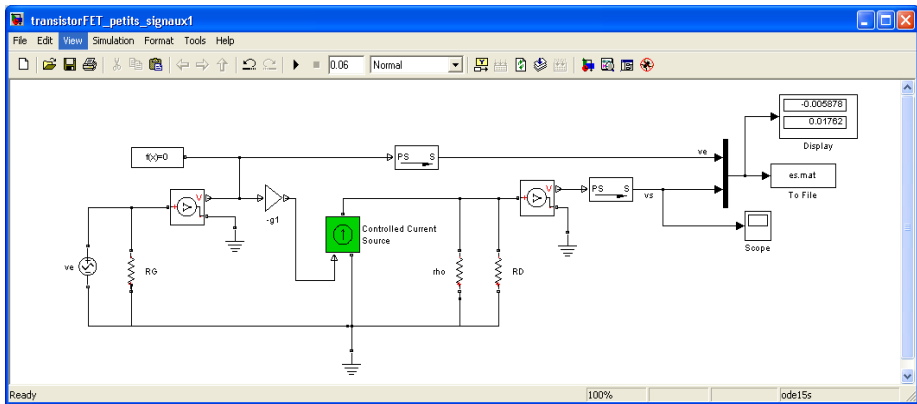 transistorFET_petits_signaux1
File Edit View Simulation Format Tools Help
0.06 Normal
-0.005878
0.01762
Display
f(x)=0
PS S
ve
es.mat
To File
V
V
PS S
vs
-g1
Controlled Current
Source
Scope
ve
RG
rho
RD
Ready 100% ode15s